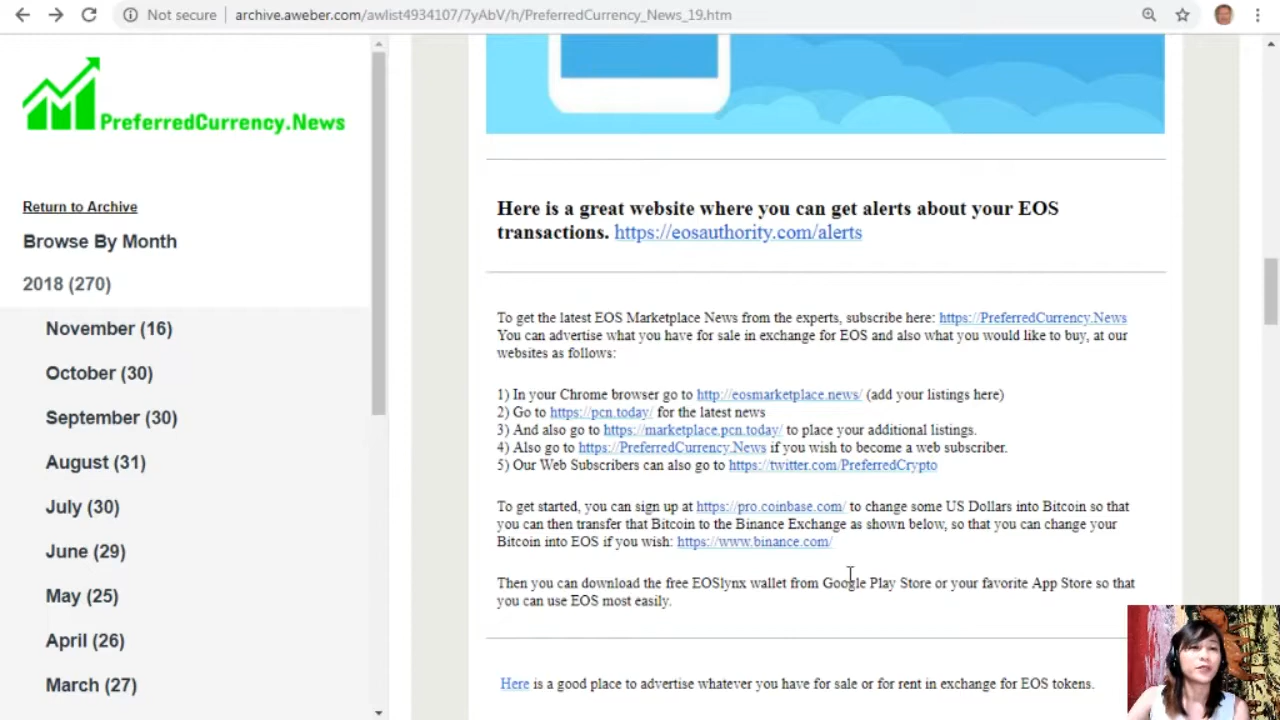 Not secure | archive.aweber.com/awlist4934107/7yAbV/h/PreferredCurrency_News_19.htm
PreferredCurrency.News
Return to Archive
Browse By Month
2018 (270)
November (16)
October (30)
September (30)
August (31)
July (30)
June (29)
May (25)
April (26)
March (27)
Here is a great website where you can get alerts about your EOS
transactions. https://eosauthority.com/alerts
To get the latest EOS Marketplace News from the experts, subscribe here: https://PreferredCurrency.News
You can advertise what you have for sale in exchange for EOS and also what you would like to buy, at our
websites as follows:
1) In your Chrome browser go to http://eosmarketplace.news/ (add your listings here)
2) Go to https://pcn.today/ for the latest news
3) And also go to https://marketplace.pcn.today/ to place your additional listings.
4) Also go to https://PreferredCurrency.News if you wish to become a web subscriber.
5) Our Web Subscribers can also go to https://twitter.com/PreferredCrypto
To get started, you can sign up at https://pro.coinbase.com/ to change some US Dollars into Bitcoin so that
you can then transfer that Bitcoin to the Binance Exchange as shown below, so that you can change your
Bitcoin into EOS if you wish: https://www.binance.com/
Then you can download the free EOSlynx wallet from Google Play Store or your favorite App Store so that
you can use EOS most easily.
Here is a good place to advertise whatever you have for sale or for rent in exchange for EOS tokens.